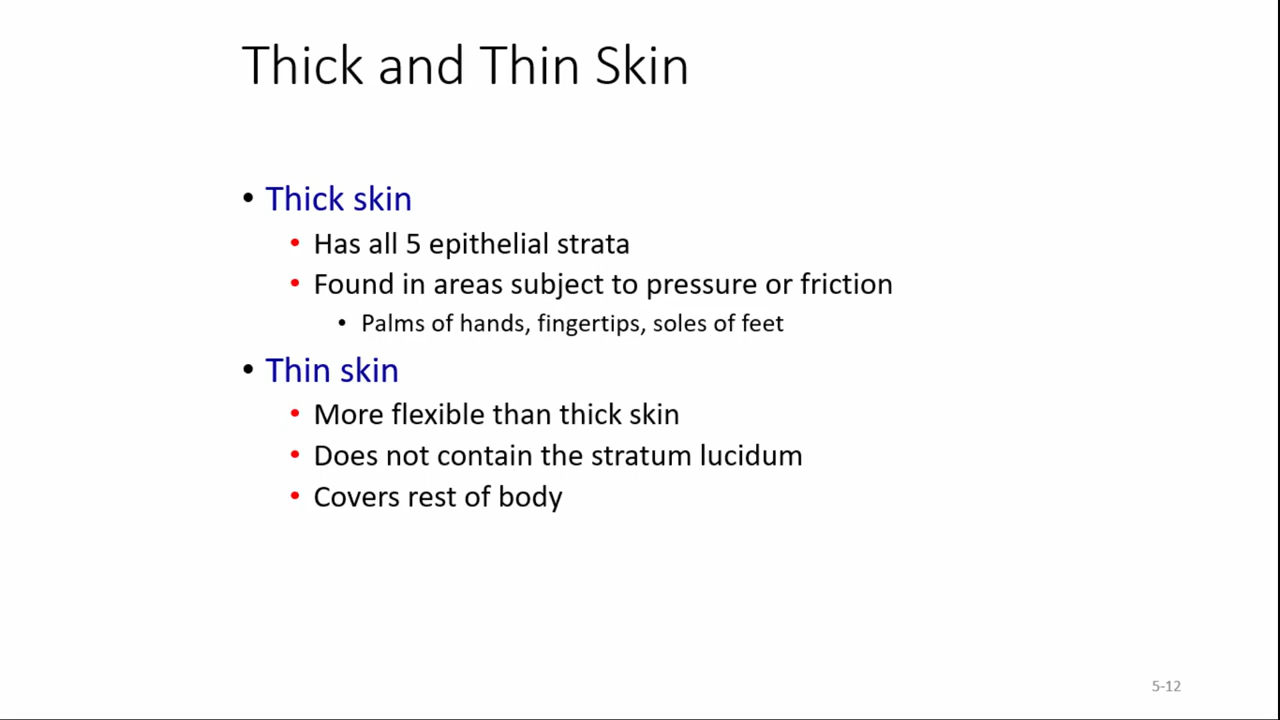 Thick and Thin Skin
• Thick skin
• Has all 5 epithelial strata
• Found in areas subject to pressure or friction
• Palms of hands, fingertips, soles of feet
• Thin skin
• More flexible than thick skin
• Does not contain the stratum lucidum
• Covers rest of body
5-12